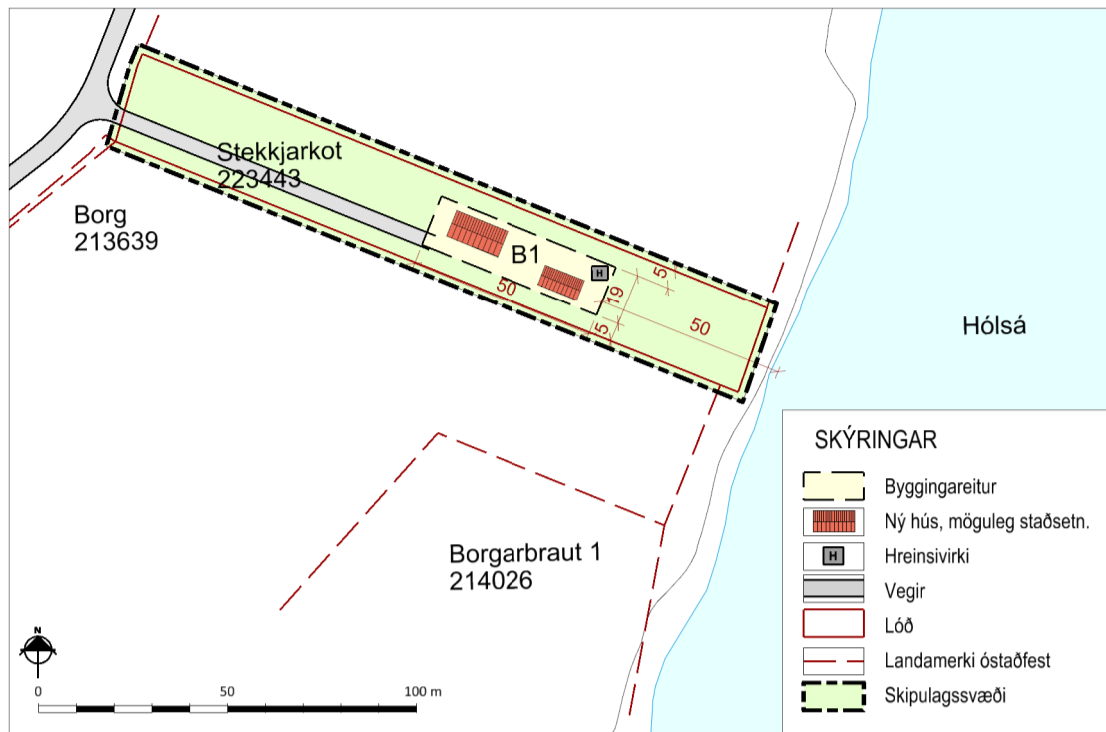 Stekkjarkot
223443
Borg
213639
B1
H
50
19
5
5
50
Hólsá
Borgarbraut 1
214026
SKÝRINGAR
Byggingareitur
Ný hús, möguleg staðsetn.
H Hreinsivirki
Vegir
Lóð
Landamerki óstaðfest
Skipulagssvæði
N
0 50 100 m